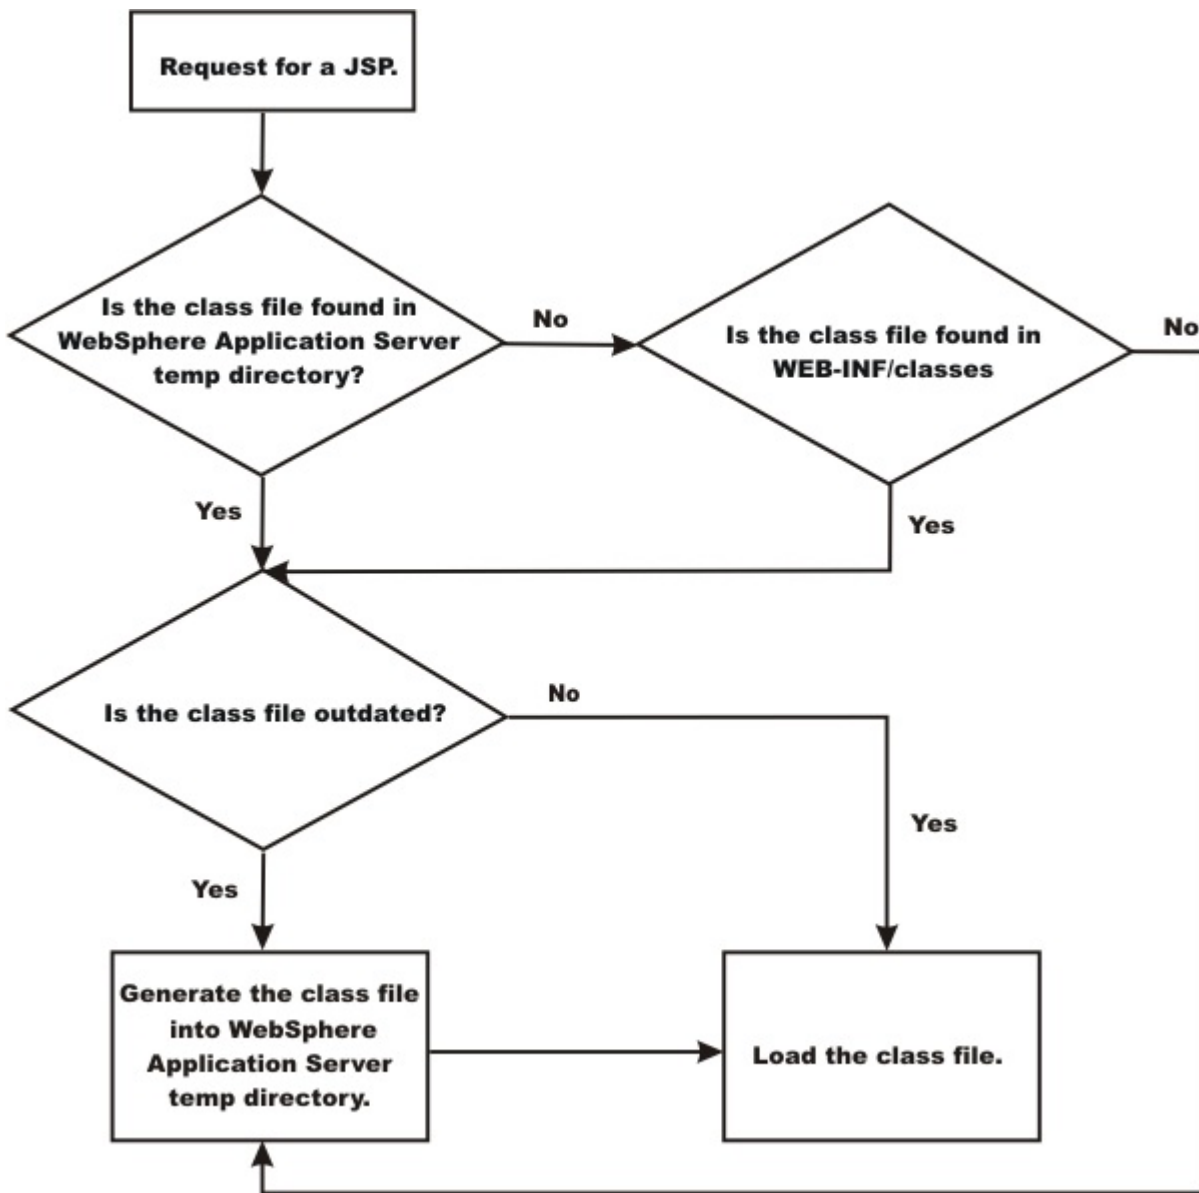 Request for a JSP.
Is the class file found in
WebSphere Application Server
temp directory?
No
Is the class file found in
WEB-INF/classes
No
Yes
Yes
Is the class file outdated?
No
Yes
Yes
Generate the class file
into WebSphere
Application Server
temp directory.
Load the class file.